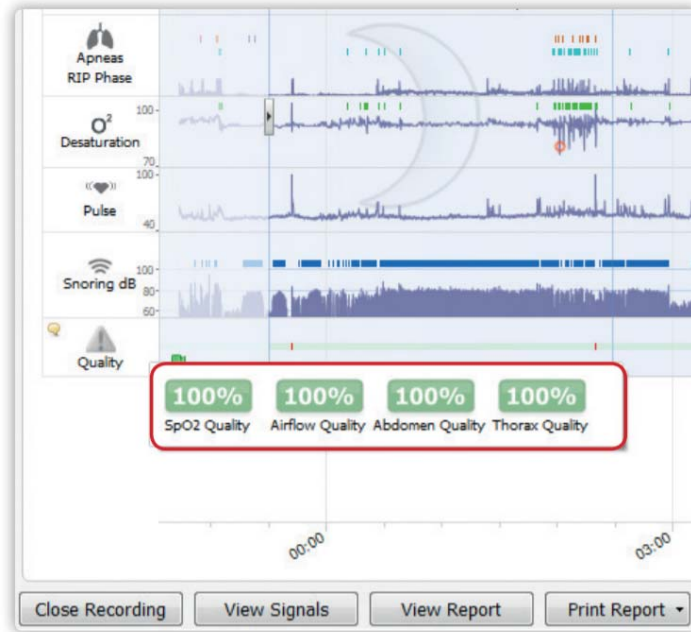 Apneas
RIP Phase
100-
O2
Desaturation
70
100-
Pulse
40
100-
Snoring dB
80-
60-
Quality
100% 100% 100% 100%
SpO2 Quality Airflow Quality Abdomen Quality Thorax Quality
00:00 03:00
Close Recording View Signals View Report Print Report